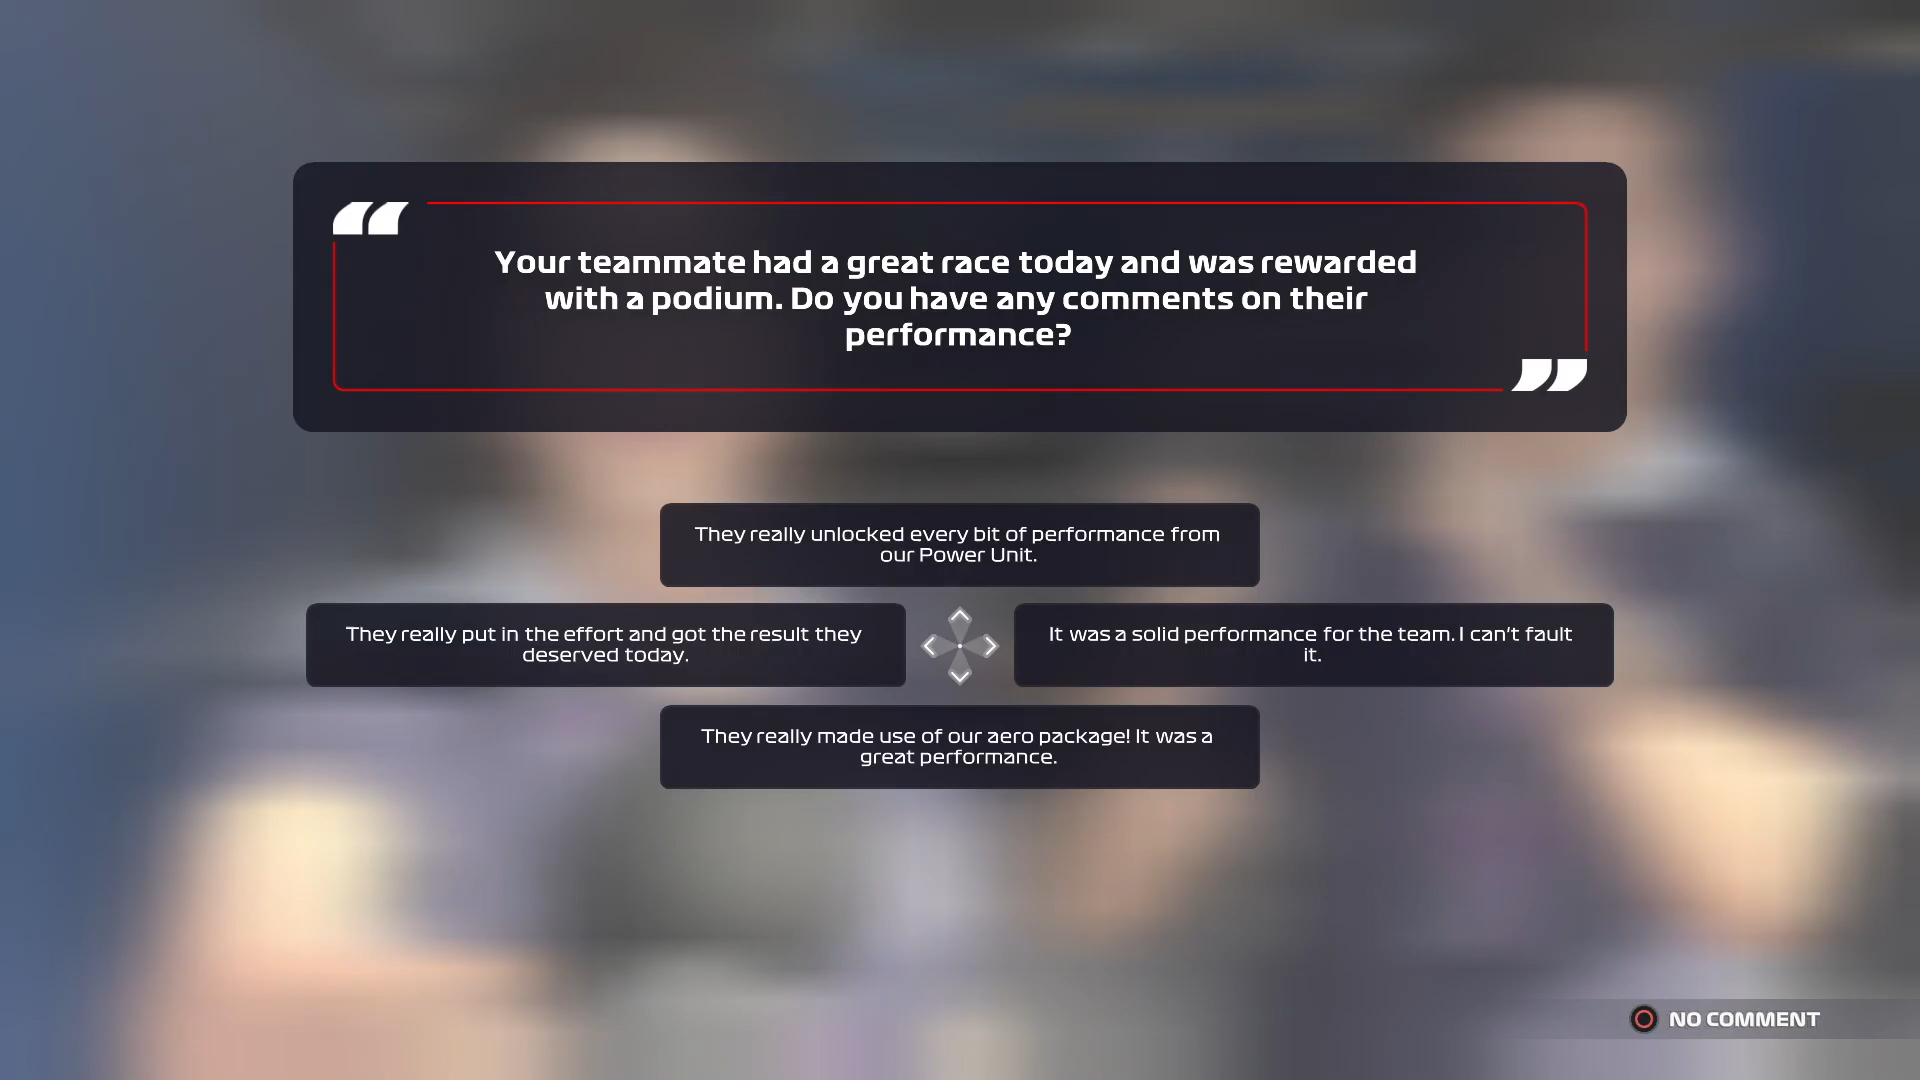 Your teammate had a great race today and was rewarded
with a podium. Do you have any comments on their
performance?
They really unlocked every bit of performance from
our Power Unit.
They really put in the effort and got the result they
deserved today.
It was a solid performance for the team. I can't fault
it.
They really made use of our aero package! It was a
great performance.
NO COMMENT